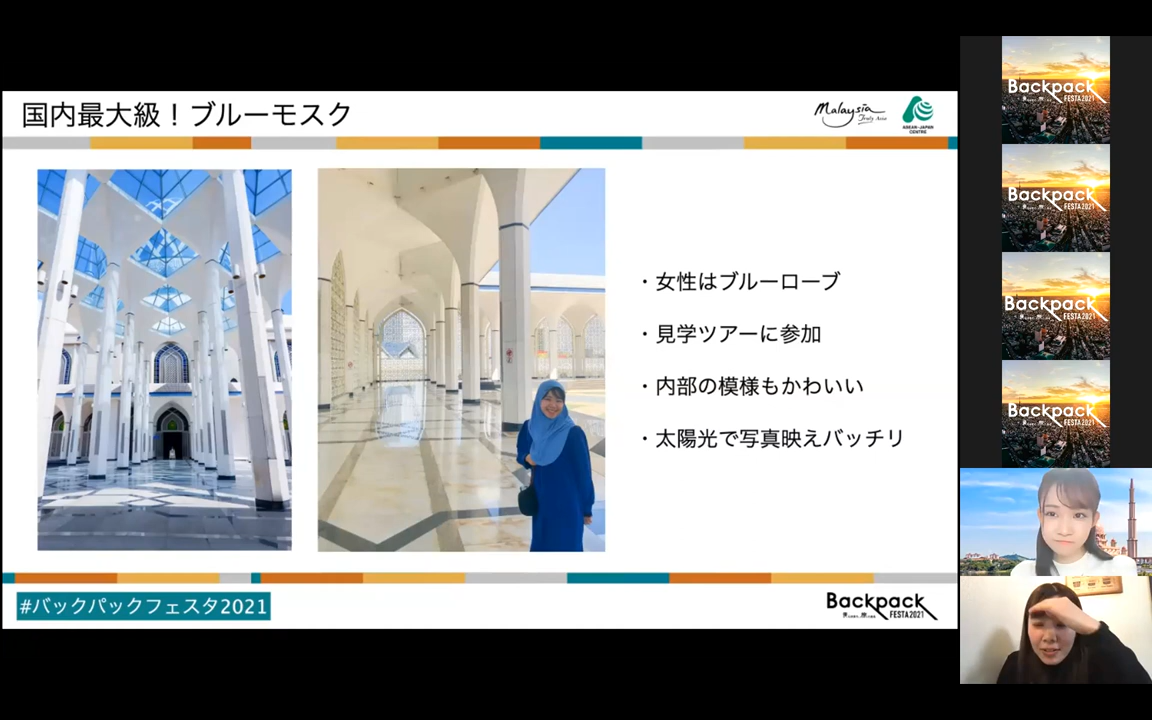 国内最大級！ブルーモスク
Malaysia
Truly Asia
ASEAN-JAPAN
CENTRE
・女性はブルーローブ
・見学ツアーに参加
・内部の模様もかわいい
・太陽光で写真映えバッチリ
#バックパックフェスタ2021
Backpack
FESTA2021
Backpack
FESTA2021
Backpack
FESTA2021
Backpack
FESTA2021
Backpack
FESTA2021